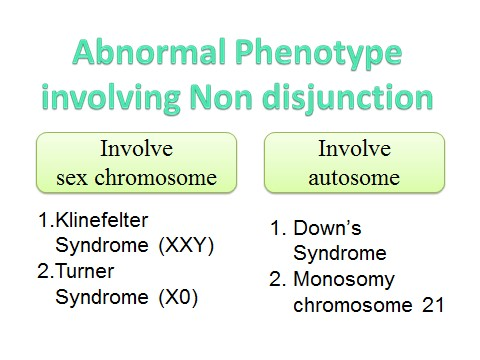 Abnormal Phenotype
involving Non disjunction
Involve
sex chromosome
1.Klinefelter
Syndrome (XXY)
2.Turner
Syndrome (X0)
Involve
autosome
1. Down's
Syndrome
2. Monosomy
chromosome 21